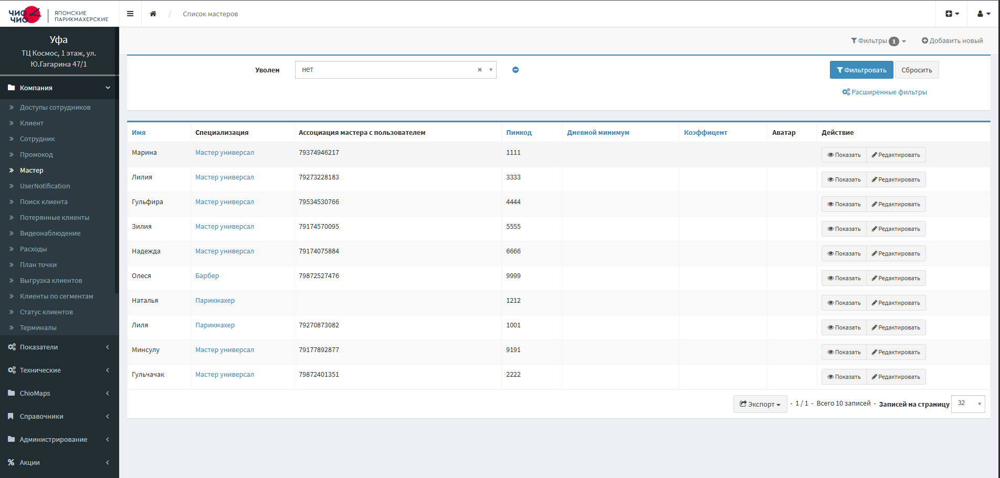 ЧИО ЧИО ЯПОНСКИЕ ПАРИКМАХЕРСКИЕ
/ Список мастеров
Уфа
ТЦ Космос, 1 этаж, ул.
Ю.Гагарина 47/1
Компания
Доступы сотрудников
Клиент
Сотрудник
Промокод
Мастер
UserNotification
Поиск клиента
Потерянные клиенты
Видеонаблюдение
Расходы
План точки
Выгрузка клиентов
Клиенты по сегментам
Статус клиентов
Терминалы
Показатели
Технические
ChioMaps
Справочники
Администрирование
Акции
Фильтры 1 Добавить новый
Уволен нет × Фильтровать Сбросить
Расширенные фильтры
Имя Специализация Ассоциация мастера с пользователем Пинкод Дневной минимум Коэффицент Аватар Действие
Марина Мастер универсал 79374946217 1111 Показать Редактировать
Лилия Мастер универсал 79273228183 3333 Показать Редактировать
Гульфира Мастер универсал 79534530766 4444 Показать Редактировать
Зилия Мастер универсал 79174570095 5555 Показать Редактировать
Надежда Мастер универсал 79174075884 6666 Показать Редактировать
Олеся Барбер 79872527476 9999 Показать Редактировать
Наталья Парикмахер 1212 Показать Редактировать
Лиля Парикмахер 79270873082 1001 Показать Редактировать
Минсулу Мастер универсал 79177892877 9191 Показать Редактировать
Гульчачак Мастер универсал 79872401351 2222 Показать Редактировать
Экспорт - 1 / 1 - Всего 10 записей - Записей на страницу 32